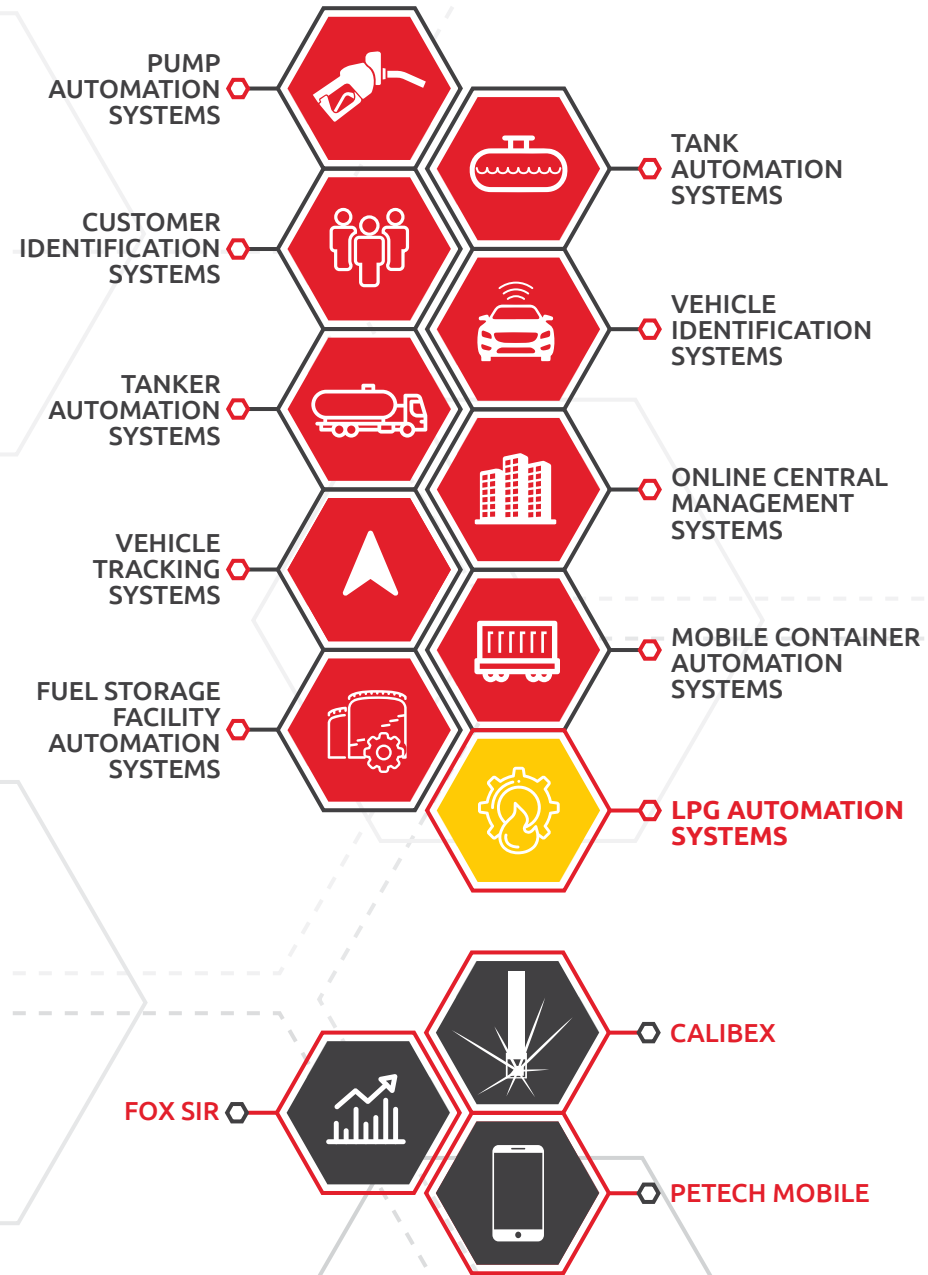 PUMP
AUTOMATION
SYSTEMS
TANK
AUTOMATION
SYSTEMS
CUSTOMER
IDENTIFICATION
SYSTEMS
VEHICLE
IDENTIFICATION
SYSTEMS
TANKER
AUTOMATION
SYSTEMS
ONLINE CENTRAL
MANAGEMENT
SYSTEMS
VEHICLE
TRACKING
SYSTEMS
MOBILE CONTAINER
AUTOMATION
SYSTEMS
FUEL STORAGE
FACILITY
AUTOMATION
SYSTEMS
LPG AUTOMATION
SYSTEMS
CALIBEX
FOX SIR
PETECH MOBILE